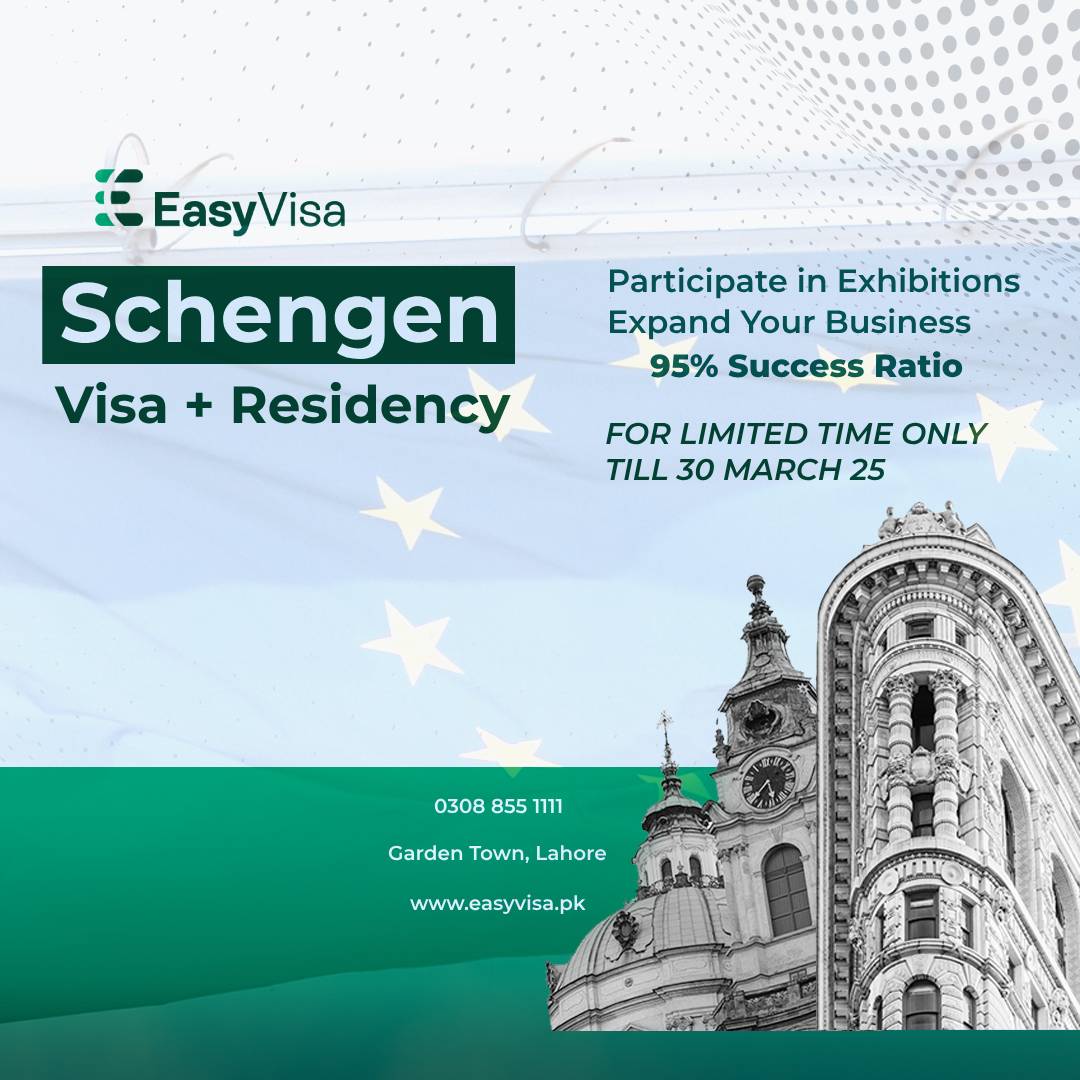 EasyVisa
Schengen
Visa + Residency
Participate in Exhibitions
Expand Your Business
95% Success Ratio
FOR LIMITED TIME ONLY
TILL 30 MARCH 25
0308 855 1111
Garden Town, Lahore
www.easyvisa.pk